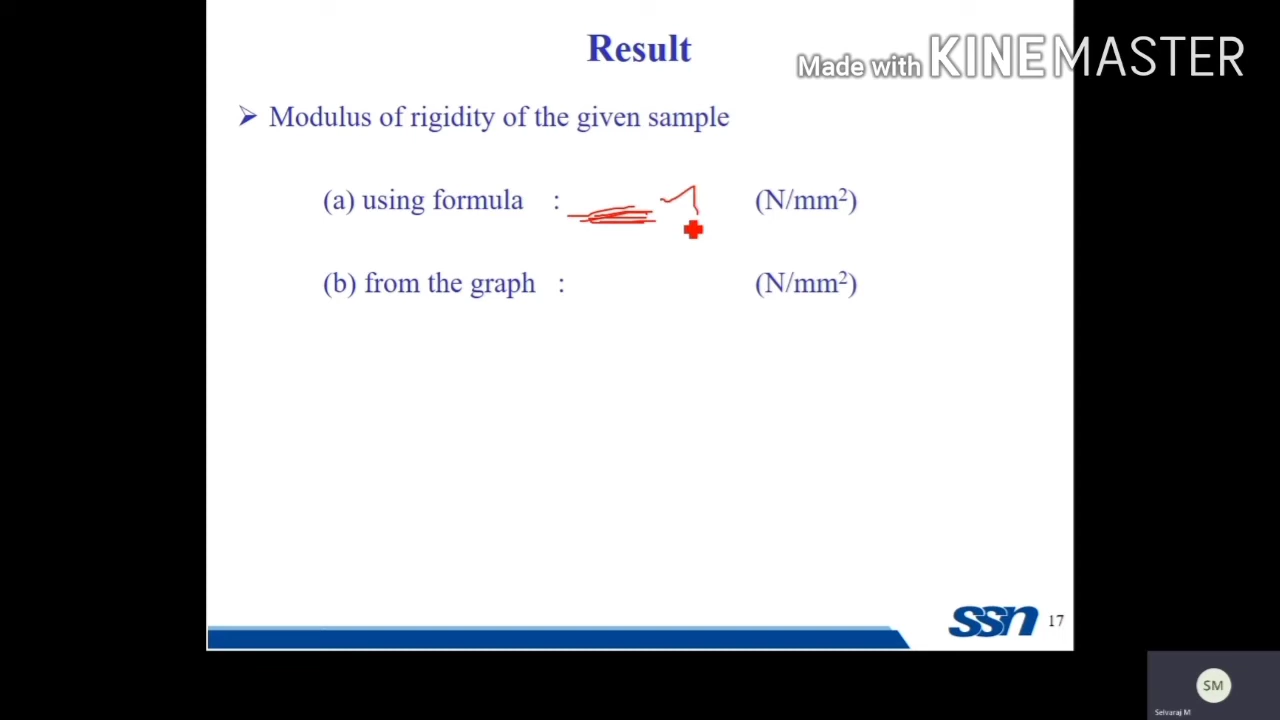 Result
Made with KINEMASTER
➢ Modulus of rigidity of the given sample
(a) using formula : (N/mm²)
(b) from the graph : (N/mm²)
ssn 17
SM
Selvaraj M